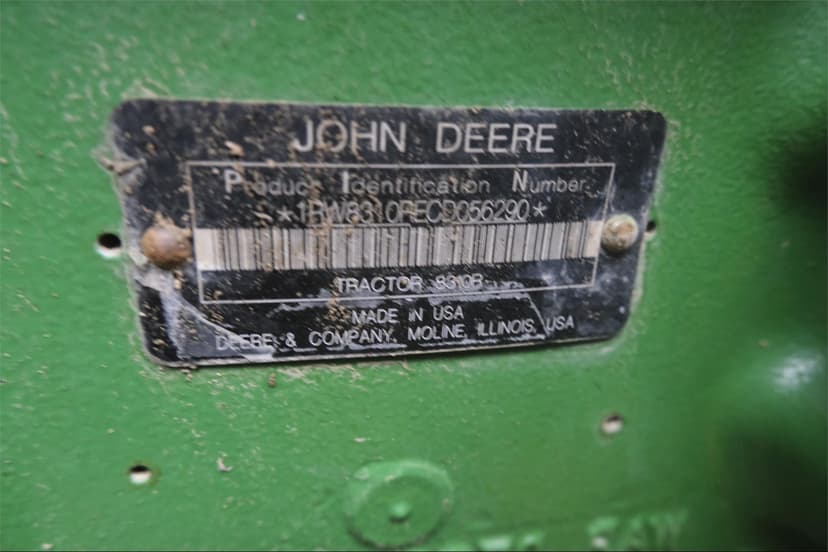 JOHN DEERE
Product Identification Number
*1RW8310RECD056290*
TRACTOR 8310R
MADE IN USA
DEERE & COMPANY, MOLINE, ILLINOIS, USA